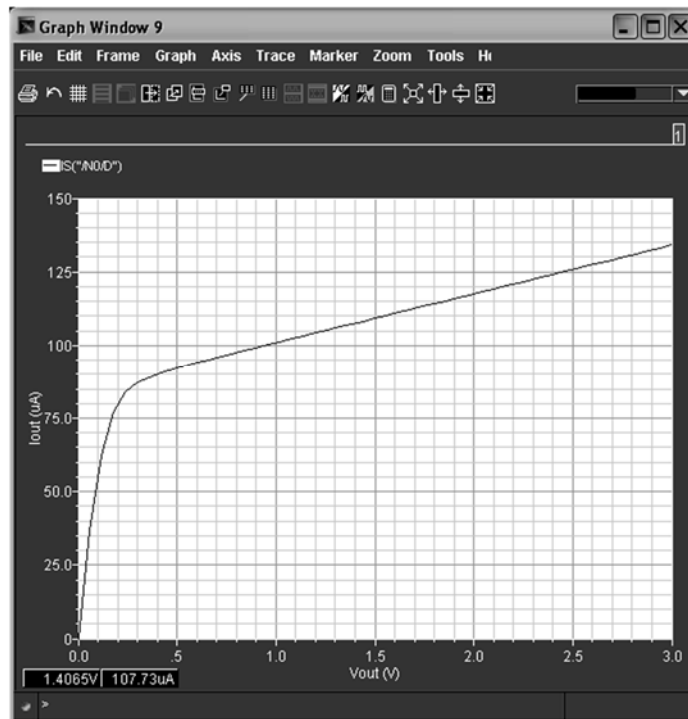 Graph Window 9
File Edit Frame Graph Axis Trace Marker Zoom Tools
1
IS("/N0/D")
150
125
100
75.0
50.0
25.0
0
Iout (uA)
0.0 .5 1.0 1.5 2.0 2.5 3.0
Vout (V)
1.4065V 107.73uA
>